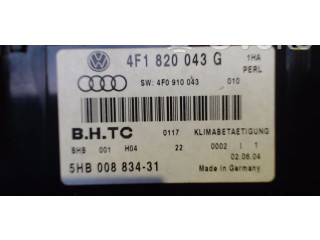 4F1 820 043 G
1HA
PERL
SW: 4F0 910 043 010
B.H.TC 0117 KLIMABETAETIGUNG
5HB 001 H04 22 0002 1 1
02.06.04
5HB 008 834-31 Made in Germany